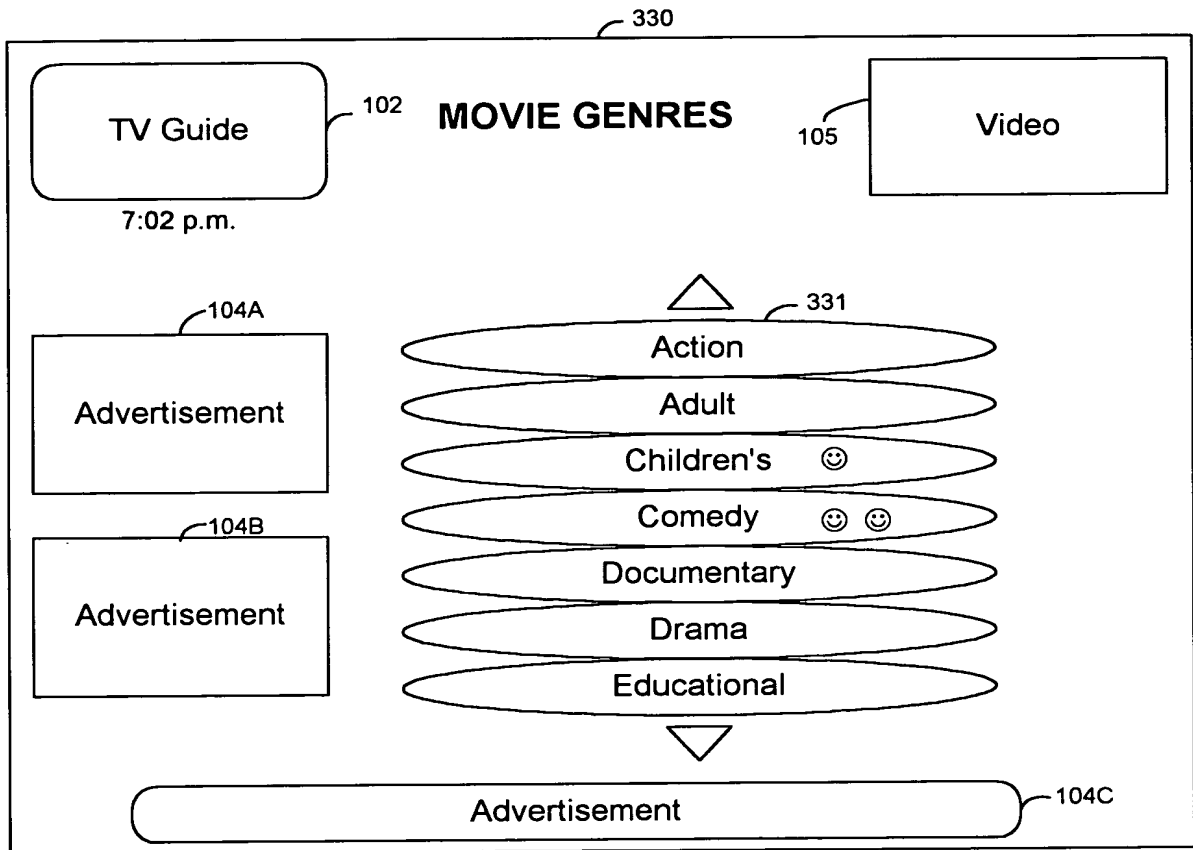 330
TV Guide
102
MOVIE GENRES
105
Video
7:02 p.m.
104A
Advertisement
104B
Advertisement
331
Action
Adult
Children's
Comedy
Documentary
Drama
Educational
Advertisement
104C